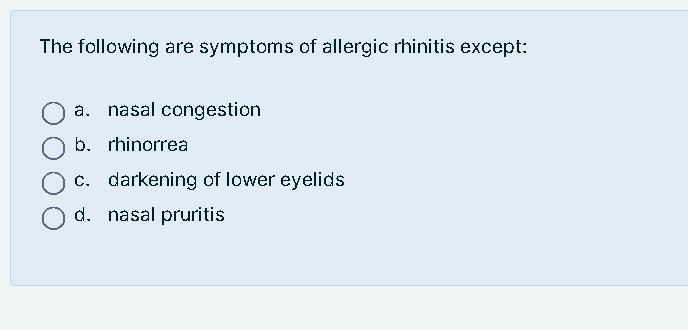 The following are symptoms of allergic rhinitis except:
a. nasal congestion
b. rhinorrea
c. darkening of lower eyelids
d. nasal pruritis